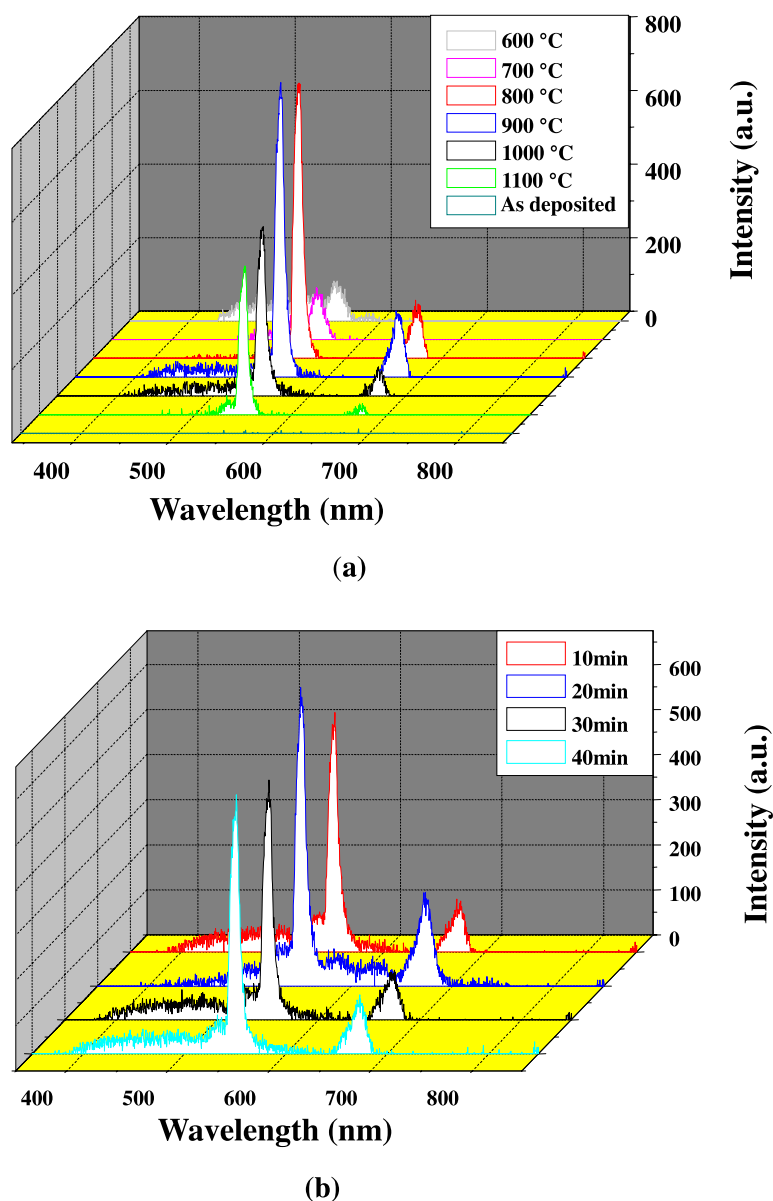 800
600
400
200
0
Intensity (a.u.)
600 °C
700 °C
800 °C
900 °C
1000 °C
1100 °C
As deposited
400 500 600 700 800
Wavelength (nm)
(a)
600
500
400
300
200
100
0
Intensity (a.u.)
10min
20min
30min
40min
400 500 600 700 800
Wavelength (nm)
(b)